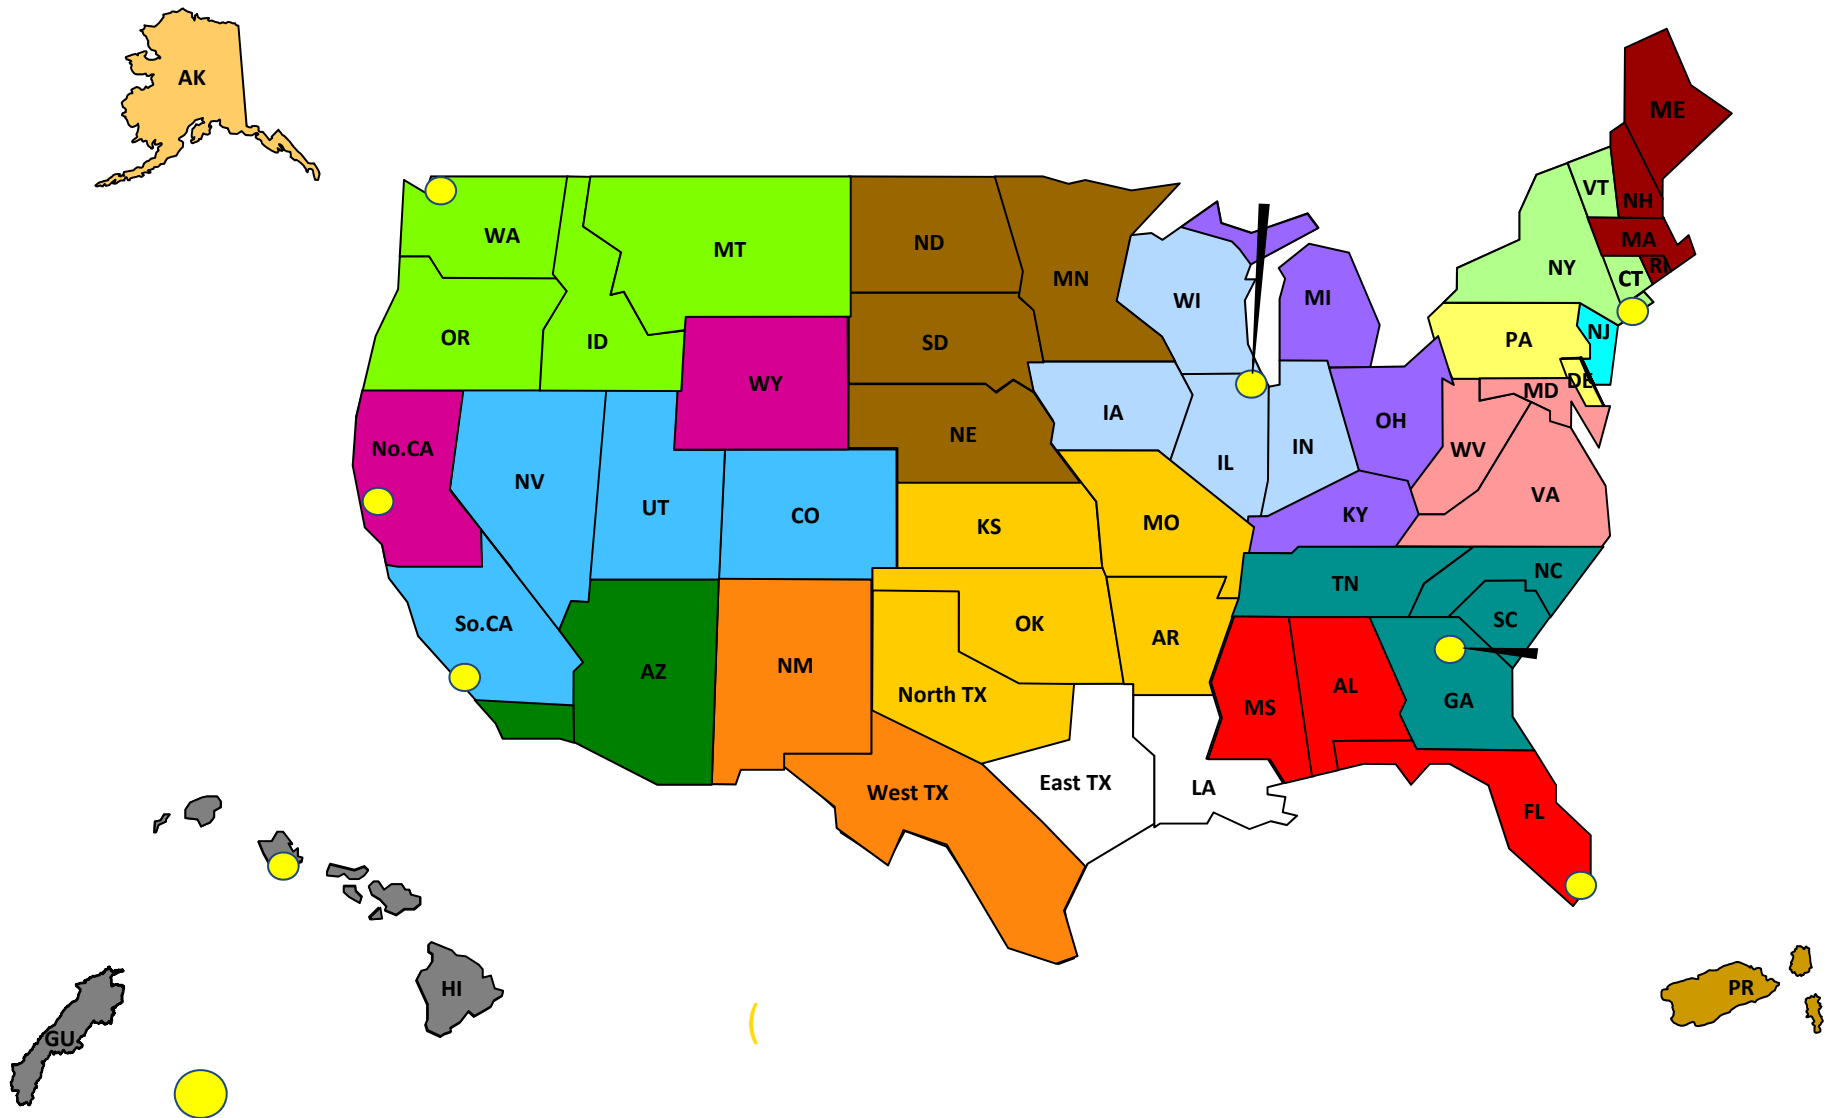 AK
ME
VT
NH
WA
ND
MA
MT
NY
RI
MN
CT
WI
MI
NJ
OR
ID
SD
PA
WY
DE
MD
IA
NE
OH
No.CA
IN
WV
IL
NV
VA
UT
CO
KY
MO
KS
NC
TN
So.CA
OK
SC
AR
NM
AZ
AL
North TX
GA
MS
East TX
LA
West TX
FL
HI
PR
(
GU